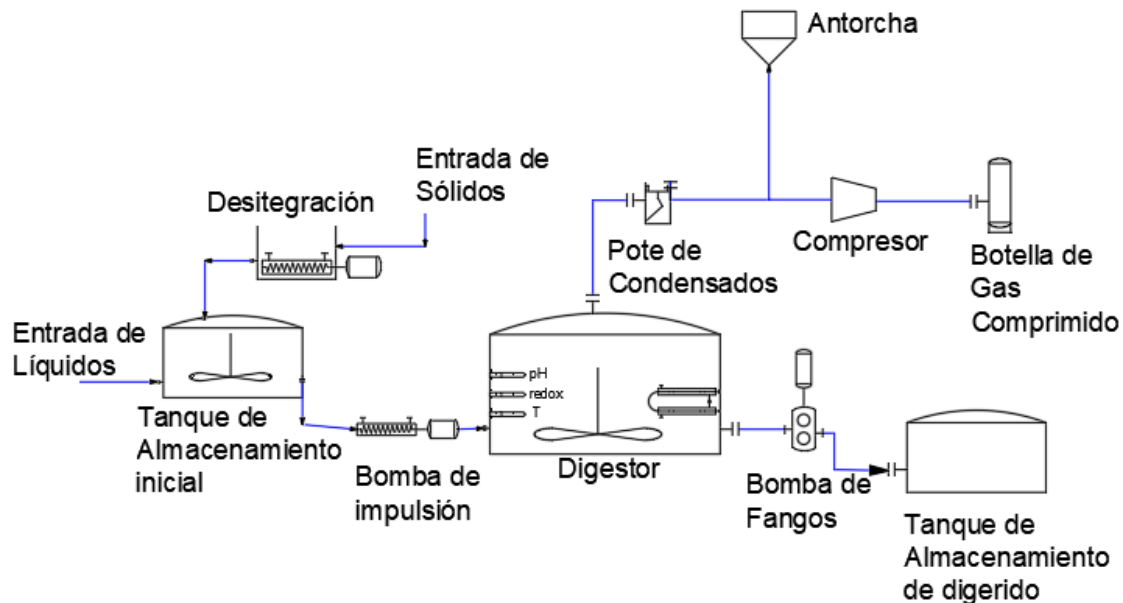 Antorcha
Entrada de
Sólidos
Desitegración
Pote de
Condensados
Compresor
Botella de
Gas
Comprimido
Entrada de
Líquidos
pH
redox
T
Tanque de
Almacenamiento
inicial
Bomba de
impulsión
Digestor
Bomba de
Fangos
Tanque de
Almacenamiento
de digerido